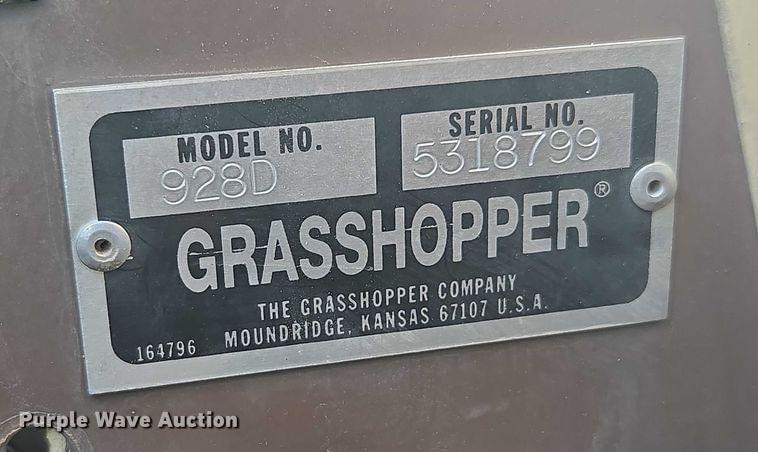 MODEL NO.
928D
SERIAL NO.
5318799
GRASSHOPPER®
THE GRASSHOPPER COMPANY
MOUNDRIDGE, KANSAS 67107 U.S.A.
164796
Purple Wave Auction